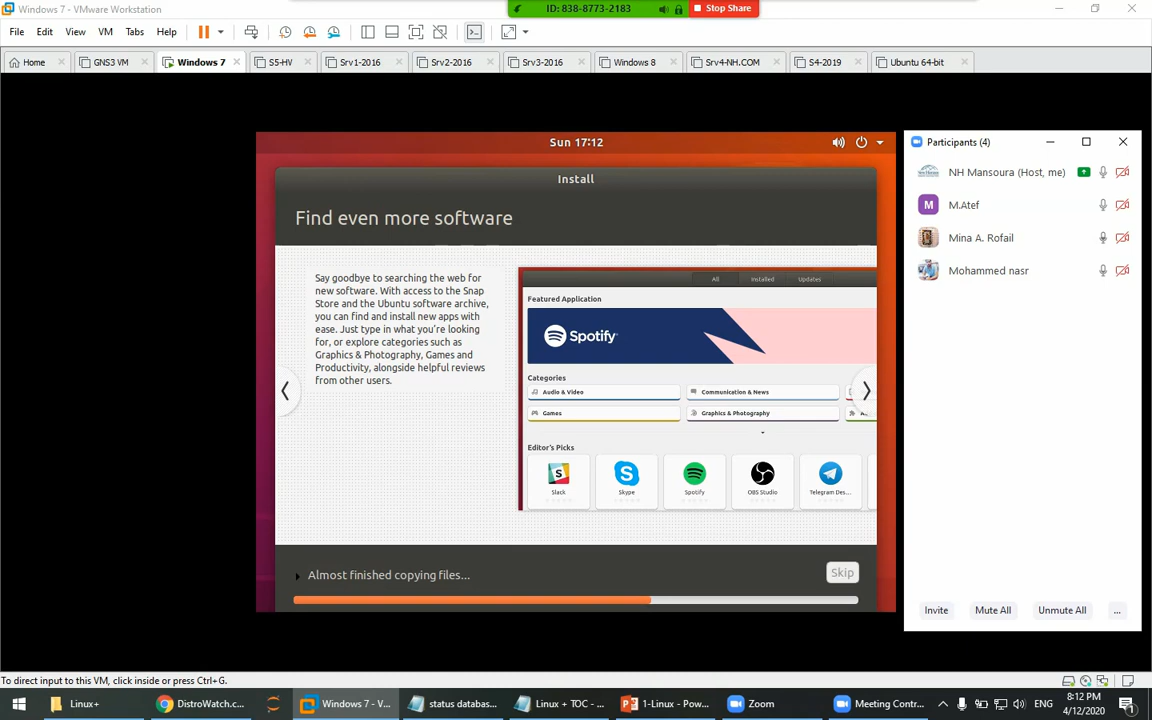 Windows 7 - VMware Workstation
ID: 838-8773-2183
Stop Share
File Edit View VM Tabs Help
Home
GNS3 VM
Windows 7
S5-HV
Srv1-2016
Srv2-2016
Srv3-2016
Windows 8
Srv4-NH.COM
S4-2019
Ubuntu 64-bit
Sun 17:12
Install
Find even more software
Say goodbye to searching the web for
new software. With access to the Snap
Store and the Ubuntu software archive,
you can find and install new apps with
ease. Just type in what you're looking
for, or explore categories such as
Graphics & Photography, Games and
Productivity, alongside helpful reviews
from other users.
All Installed Updates
Featured Application
Spotify
Categories
Audio & Video
Communication & News
Games
Graphics & Photography
Editor's Picks
Slack
Skype
Spotify
OBS Studio
Telegram Des...
Almost finished copying files...
Skip
Participants (4)
NH Mansoura (Host, me)
M M.Atef
Mina A. Rofail
Mohammed nasr
Invite
Mute All
Unmute All
...
To direct input to this VM, click inside or press Ctrl+G.
Linux+
DistroWatch.c...
Windows 7 - V...
status databas...
Linux + TOC - ...
1-Linux - Pow...
Zoom
Meeting Contr...
ENG
8:12 PM
4/12/2020
1